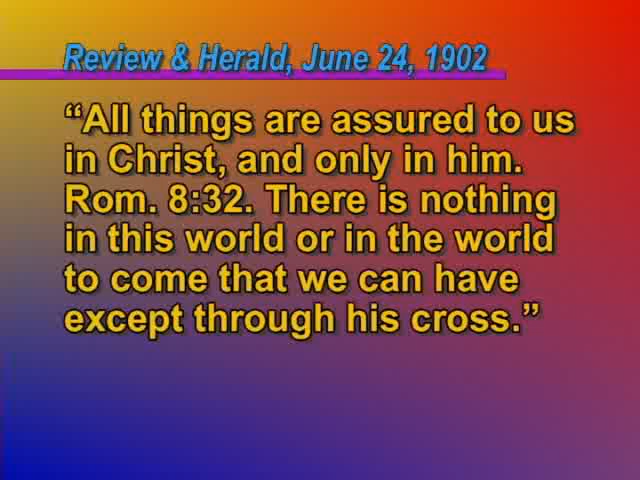 Review & Herald, June 24, 1902
“All things are assured to us
in Christ, and only in him.
Rom. 8:32. There is nothing
in this world or in the world
to come that we can have
except through his cross.”